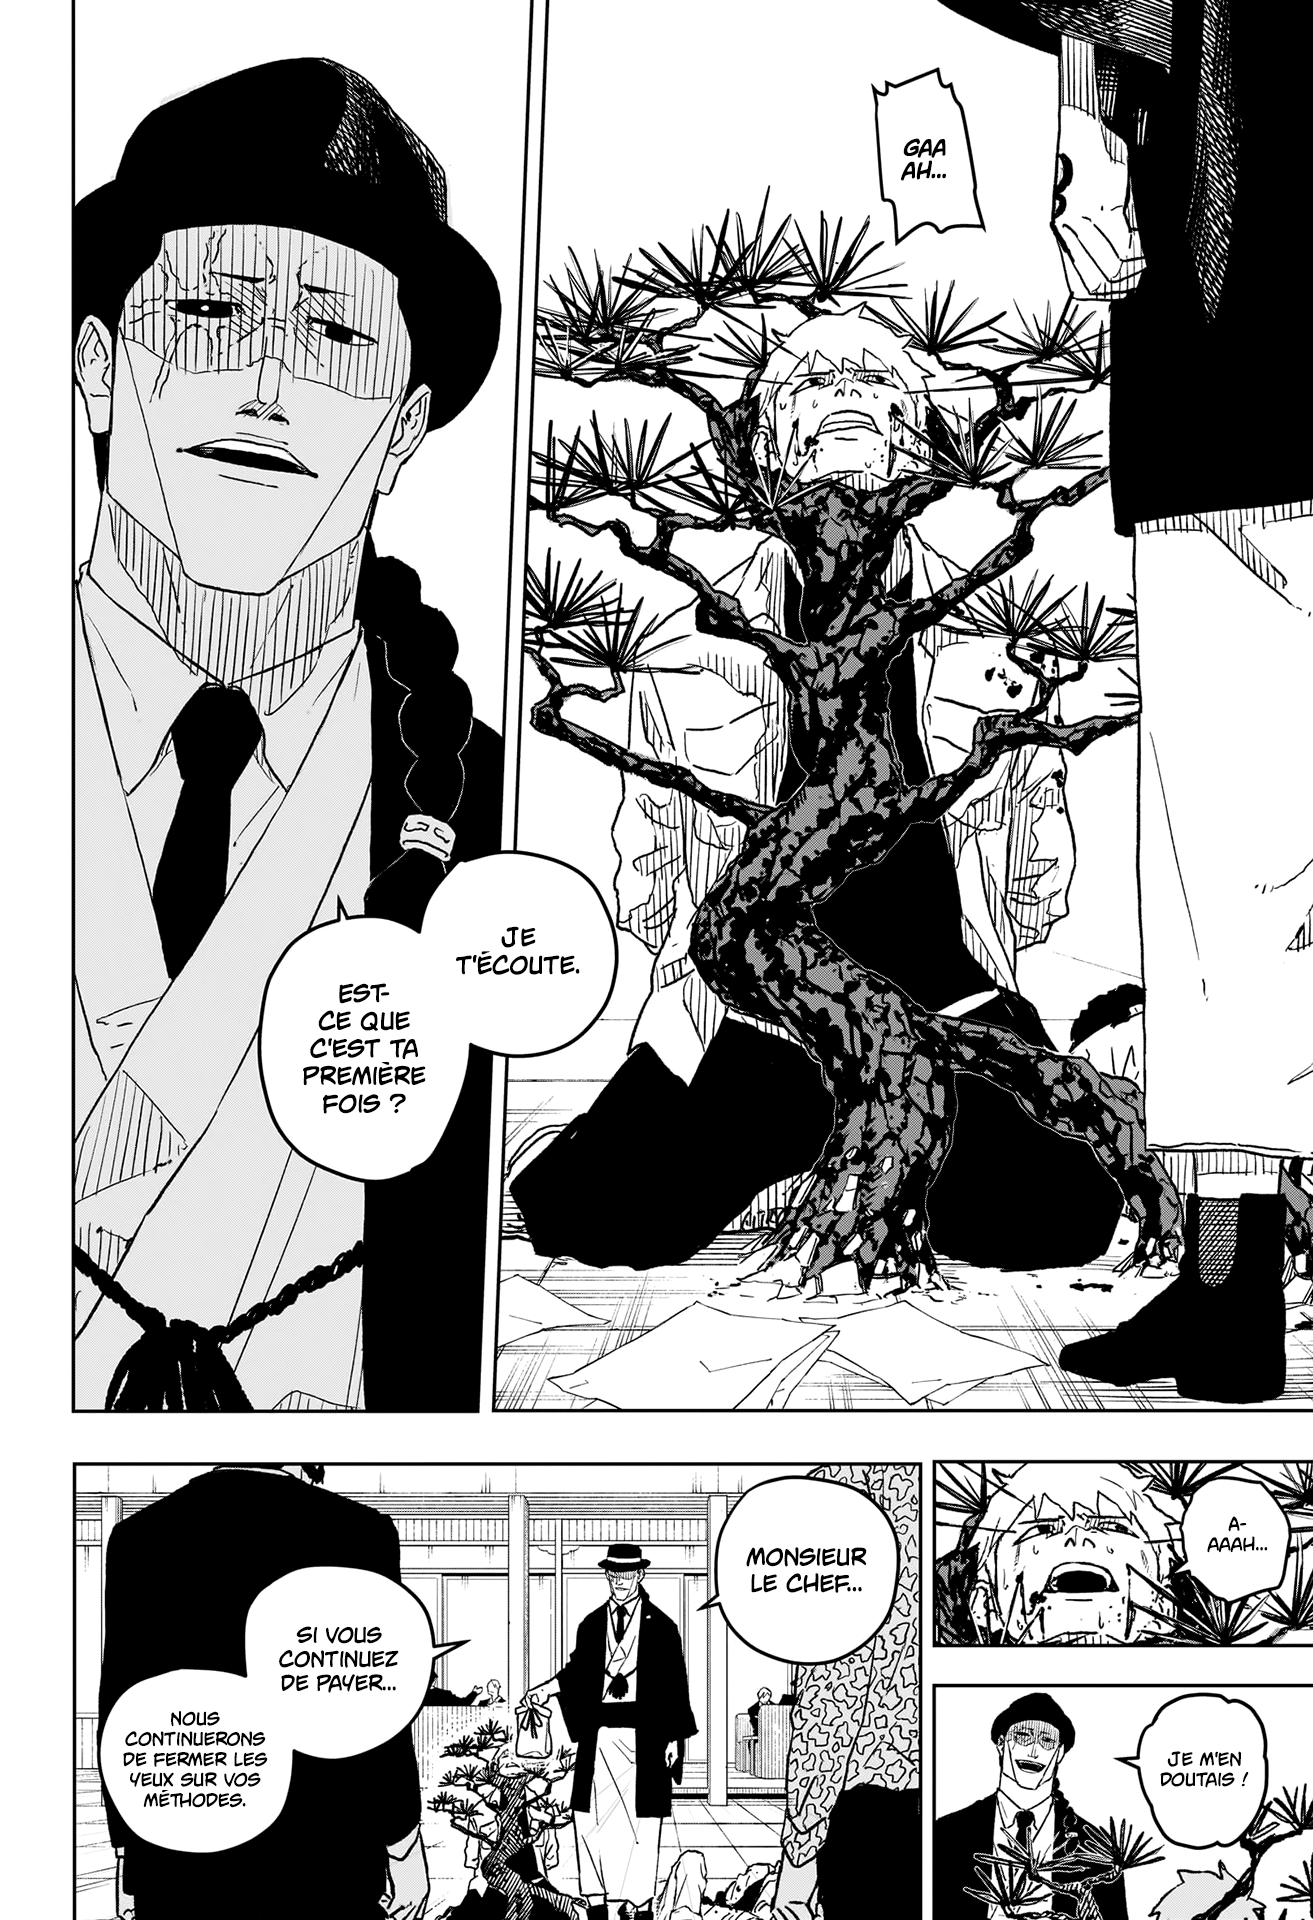 GAA
AH...
JE
T'ÉCOUTE.
EST-
CE QUE
C'EST TA
PREMIÈRE
FOIS ?
A-
AAAH...
JE M'EN
DOUTAIS !
MONSIEUR
LE CHEF...
SI VOUS
CONTINUEZ
DE PAYER...
NOUS
CONTINUERONS
DE FERMER LES
YEUX SUR VOS
MÉTHODES.